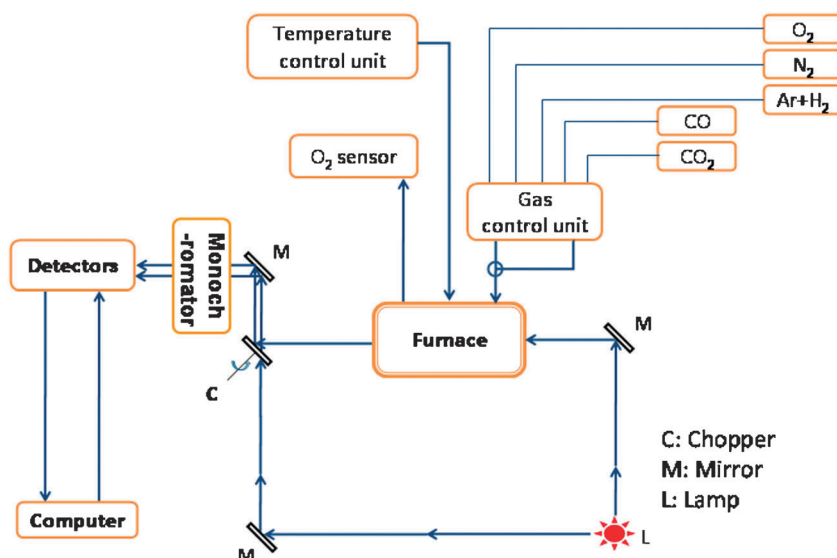 Temperature
control unit
O₂
N₂
Ar+H₂
CO
CO₂
O₂ sensor
Gas
control unit
Monoch
-romator
M
Detectors
Furnace
M
C
C: Chopper
M: Mirror
L: Lamp
Computer
M
L